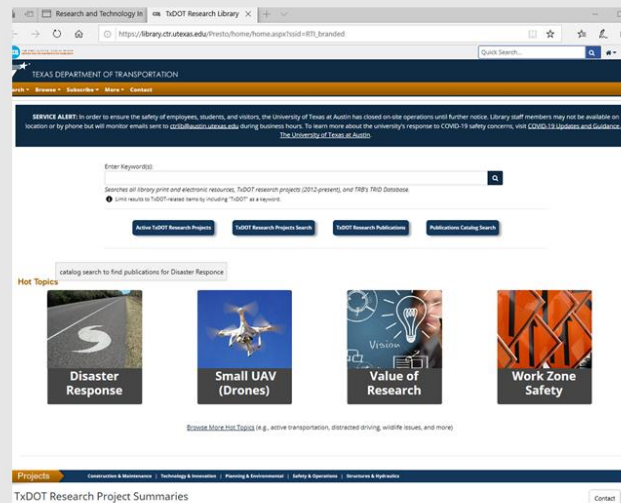 Research and Technology In
TxDOT Research Library
https://library.ctr.utexas.edu/Presto/home/home.aspx?ssid=RTI_branded
Quick Search...
TEXAS DEPARTMENT OF TRANSPORTATION
arch Browse Subscribe More Contact
SERVICE ALERT: In order to ensure the safety of employees, students, and visitors, the University of Texas at Austin has closed on-site operations until further notice. Library staff members may not be available on
location or by phone but will monitor emails sent to ctrlib@austin.utexas.edu during business hours. To learn more about the university's response to COVID-19 safety concerns, visit COVID-19 Updates and Guidance
The University of Texas at Austin.
Enter Keyword(s):
Searches all library print and electronic resources, TxDOT research projects (2012-present), and TRB's TRID Database.
Limit results to TxDOT-related items by including "TxDOT" as a keyword.
Active TxDOT Research Projects
TxDOT Research Projects Search
TxDOT Research Publications
Publications Catalog Search
catalog search to find publications for Disaster Responce
Hot Topics
Vision
Disaster
Response
Small UAV
(Drones)
Value of
Research
Work Zone
Safety
Browse More Hot Topics (e.g., active transportation, distracted driving, wildlife issues, and more)
Projects
Construction & Maintenance | Technology & Innovation | Planning & Environmental | Safety & Operations | Structures & Hydraulics
TxDOT Research Project Summaries
Contact